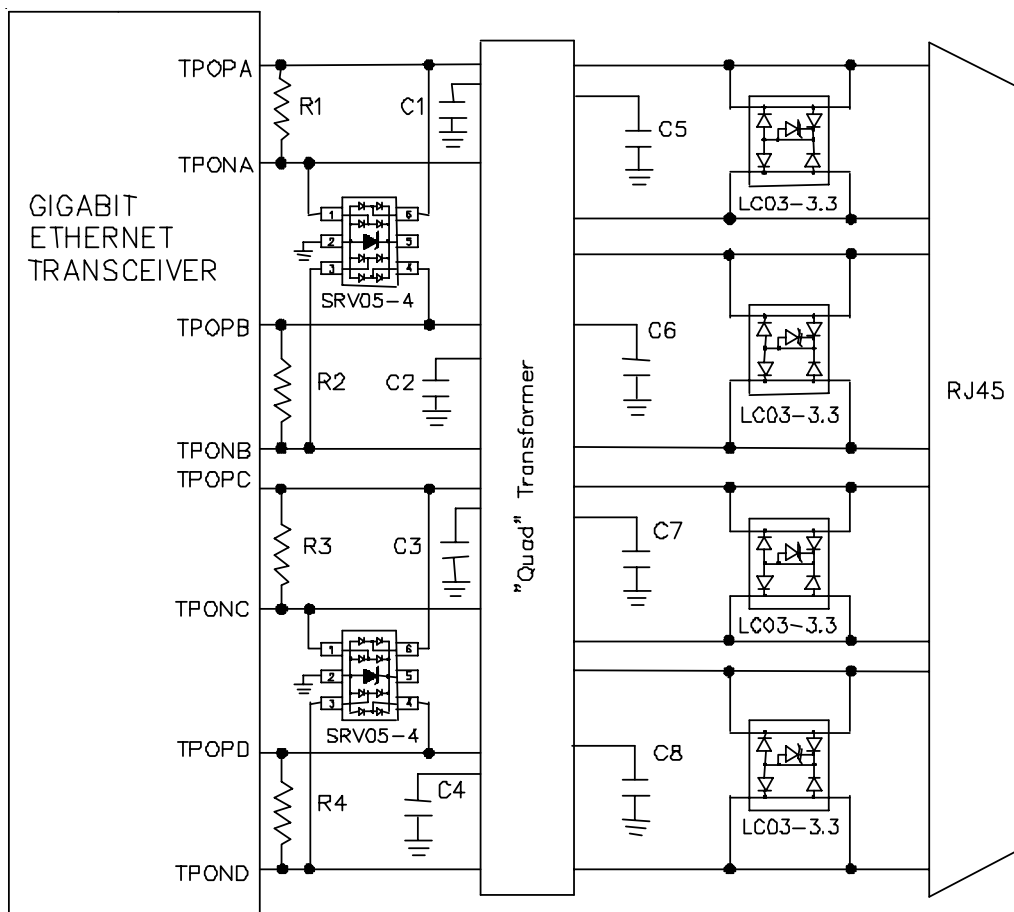 TPOPA
R1
C1
C5
TPONA
LC03-3.3
GIGABIT
ETHERNET
TRANSCEIVER
1
6
2
5
3
4
SRV05-4
TPOPB
C6
R2
C2
"Quad" Transformer
LC03-3.3
RJ45
TPONB
TPOPC
R3
C3
C7
TPONC
LC03-3.3
1
6
2
5
3
4
SRV05-4
TPOPD
C8
R4
C4
LC03-3.3
TPOND